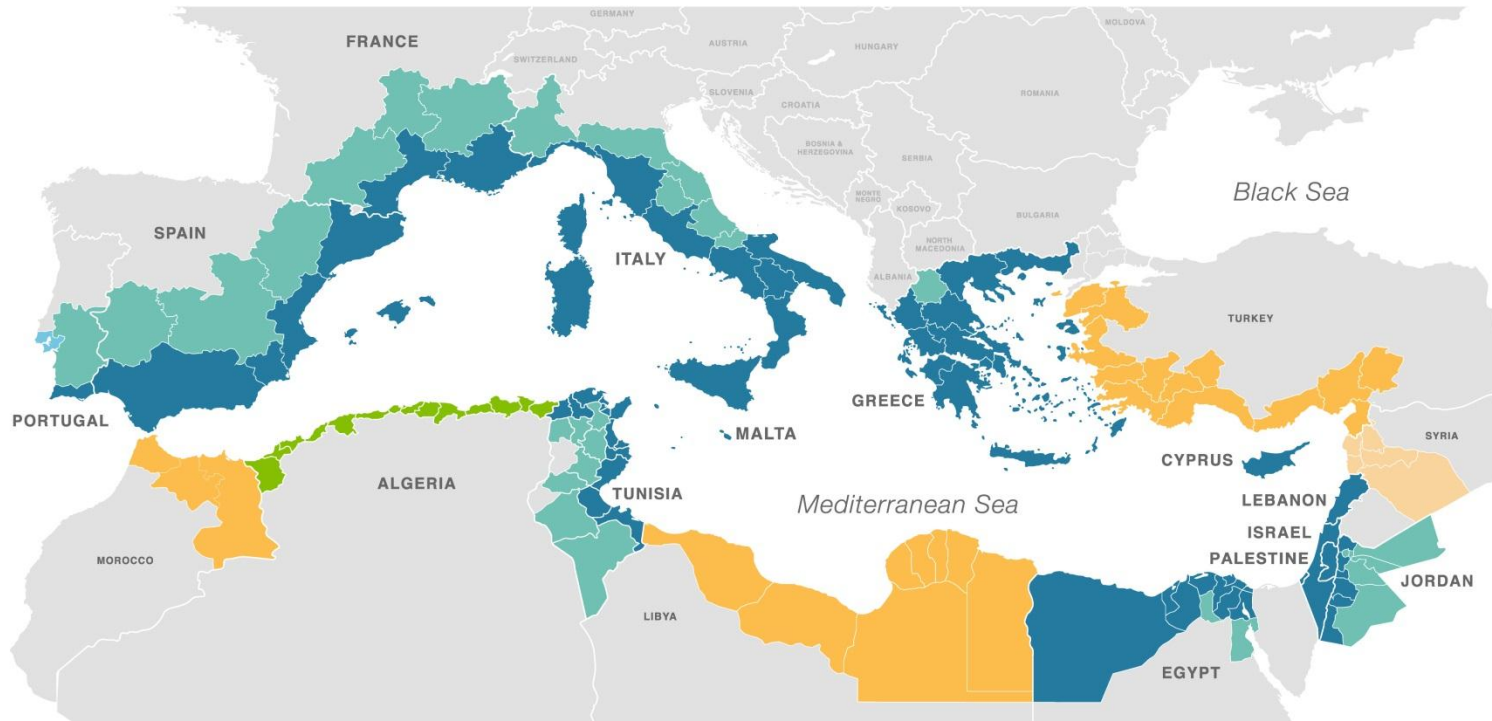 GERMANY
MOLDOVA
FRANCE
AUSTRIA
HUNGARY
SWITZERLAND
SLOVENIA
CROATIA
ROMANIA
BOSNIA &
HERZEGOVINA
SERBIA
Black Sea
MONTE
NEGRO
KOSOVO
BULGARIA
SPAIN
NORTH
MACEDONIA
ITALY
ALBANIA
TURKEY
GREECE
PORTUGAL
MALTA
SYRIA
CYPRUS
ALGERIA
TUNISIA
LEBANON
Mediterranean Sea
ISRAEL
PALESTINE
MOROCCO
JORDAN
LIBYA
EGYPT